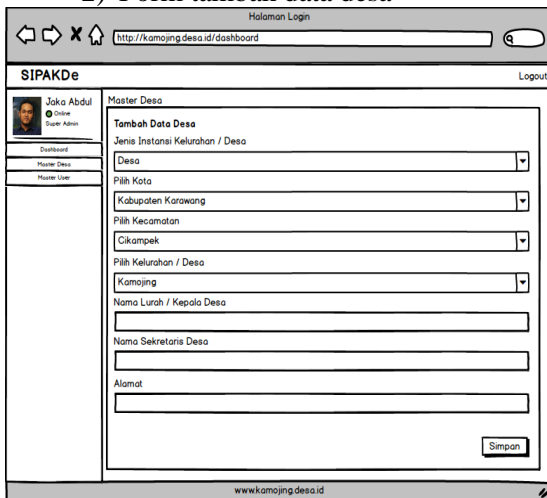 2) Form tambah data desa
Halaman Login
http://kamojing.desa.id/dashboard
SIPAKDe
Logout
Jaka Abdul
Online
Super Admin
Dashboard
Master Desa
Master User
Master Desa
Tambah Data Desa
Jenis Instansi Kelurahan / Desa
Desa
Pilih Kota
Kabupaten Karawang
Pilih Kecamatan
Cikampek
Pilih Kelurahan / Desa
Kamojing
Nama Lurah / Kepala Desa
Nama Sekretaris Desa
Alamat
Simpan
www.kamojing.desa.id